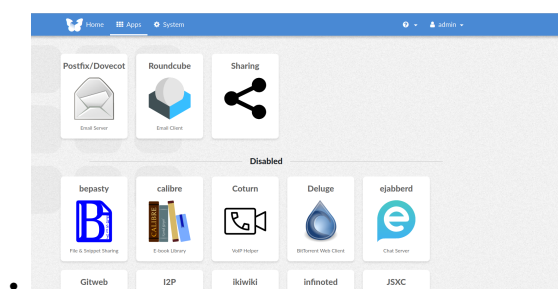 Home Apps System admin
Postfix/Dovecot Roundcube Sharing
Email Server Email Client
Disabled
bepasty calibre Coturn Deluge ejabberd
B
CALIBRE
File & Snippet Sharing E-book Library VoIP Helper BitTorrent Web Client Chat Server
Gitweb I2P ikiwiki infinoted JSXC